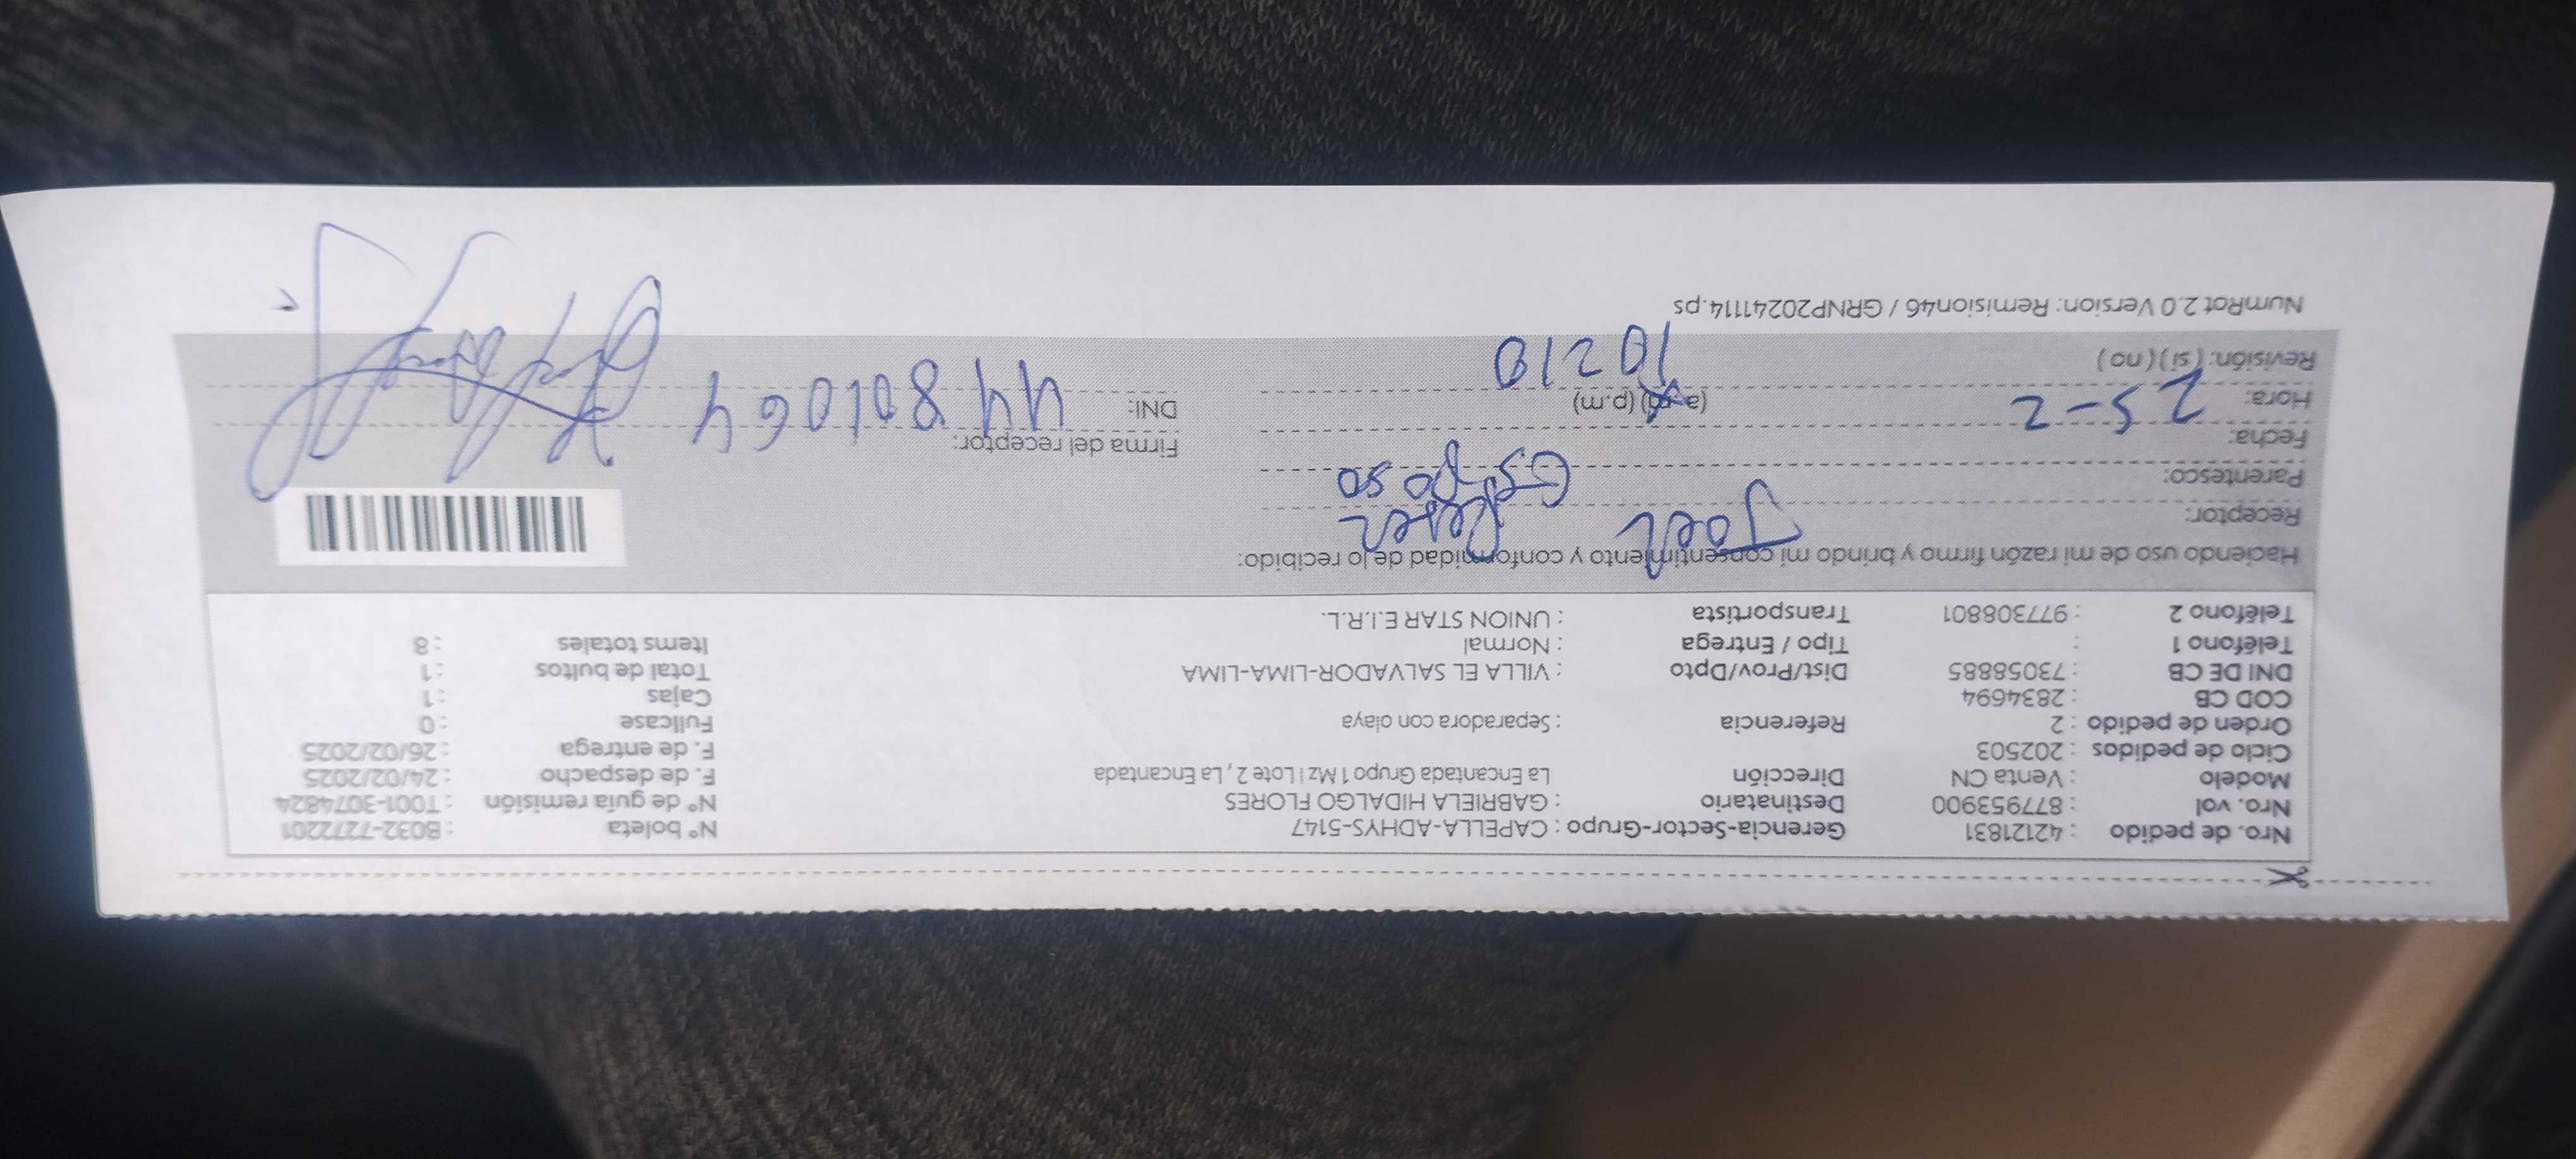 Nro. de pedido : 42121831 Gerencia-Sector-Grupo : CAPELLA-ADHYS-5147 N° boleta : B032-7272201
Nro. vol : 877953900 Destinatario : GABRIELA HIDALGO FLORES N° de guía remisión : T001-3074824
Modelo : Venta CN Dirección La Encantada Grupo 1 Mz I Lote 2 , La Encantada F. de despacho : 24/02/2025
Ciclo de pedidos : 202503 F. de entrega : 26/02/2025
Orden de pedido : 2 Referencia : Separadora con olaya Fullcase : 0
COD CB : 2834694 Cajas : 1
DNI DE CB : 73058885 Dist/Prov/Dpto : VILLA EL SALVADOR-LIMA-LIMA Total de bultos : 1
Teléfono 1 : Tipo / Entrega : Normal Items totales : 8
Teléfono 2 : 977308801 Transportista : UNION STAR E.I.R.L.
Haciendo uso de mi razón firmo y brindo mi consentimiento y conformidad de lo recibido:
Receptor: Joel
Parentesco: Esposo
Fecha: 25-2 Firma del receptor:
Hora: (a.m) (p.m) DNI: 44801064
Revisión: ( si ) ( no ) 10210
NumRot 2.0 Version: Remision46 / GRNP20241114.ps